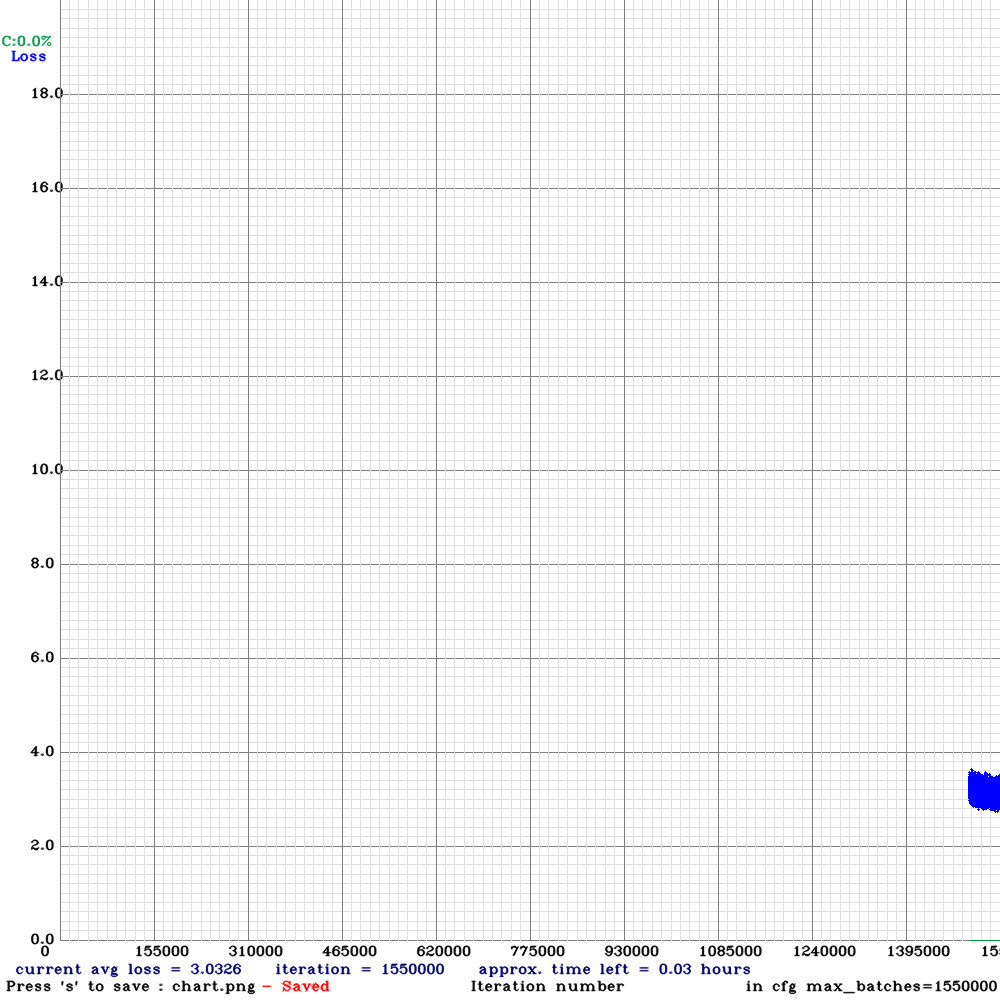 C:0.0%
Loss
18.0
16.0
14.0
12.0
10.0
8.0
6.0
4.0
2.0
0.0
0 155000 310000 465000 620000 775000 930000 1085000 1240000 1395000
current avg loss = 3.0326 iteration = 1550000 approx. time left = 0.03 hours
Press 's' to save : chart.png - Saved Iteration number in cfg max_batches=1550000